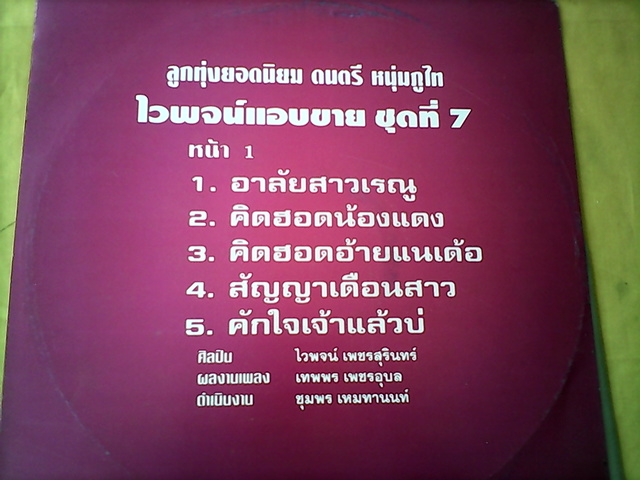 ลูกทุ่งยอดนิยม ดนตรี หนุ่มภูไท
ไวพจน์แอบขาย ชุดที่ 7
หน้า 1
1. อาลัยสาวเรณู
2. คิดฮอดน้องแดง
3. คิดฮอดอ้ายแนเด้อ
4. สัญญาเดือนสาว
5. คักใจเจ้าแล้วบ่
ศิลปิน ไวพจน์ เพชรสุรินทร์
ผลงานเพลง เทพพร เพชรอุบล
ดำเนินงาน ชุมพร เหมทานนท์